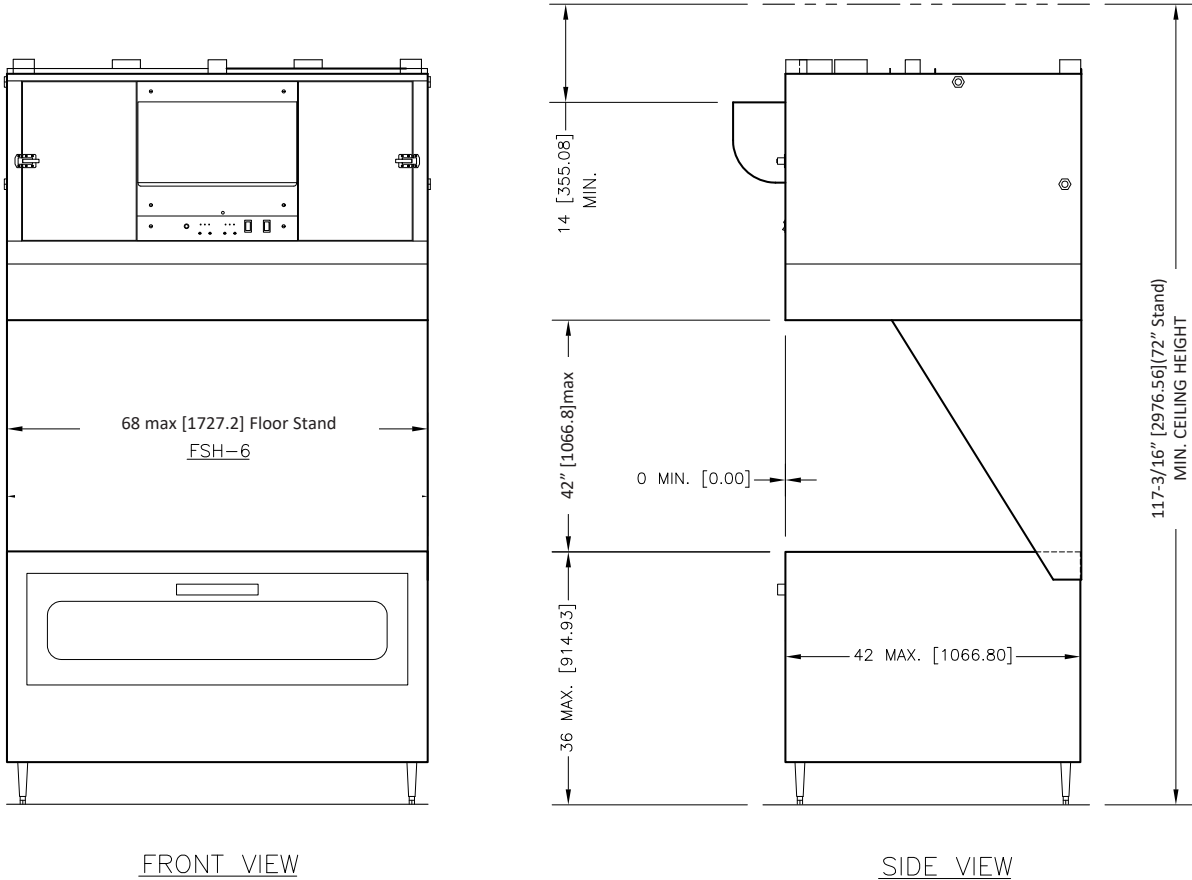 68 max [1727.2] Floor Stand
FSH-6
FRONT VIEW
14 [355.08]
MIN.
42” [1066.8]max
0 MIN. [0.00]
36 MAX. [914.93]
42 MAX. [1066.80]
117-3/16” [2976.56](72” Stand)
MIN. CEILING HEIGHT
SIDE VIEW